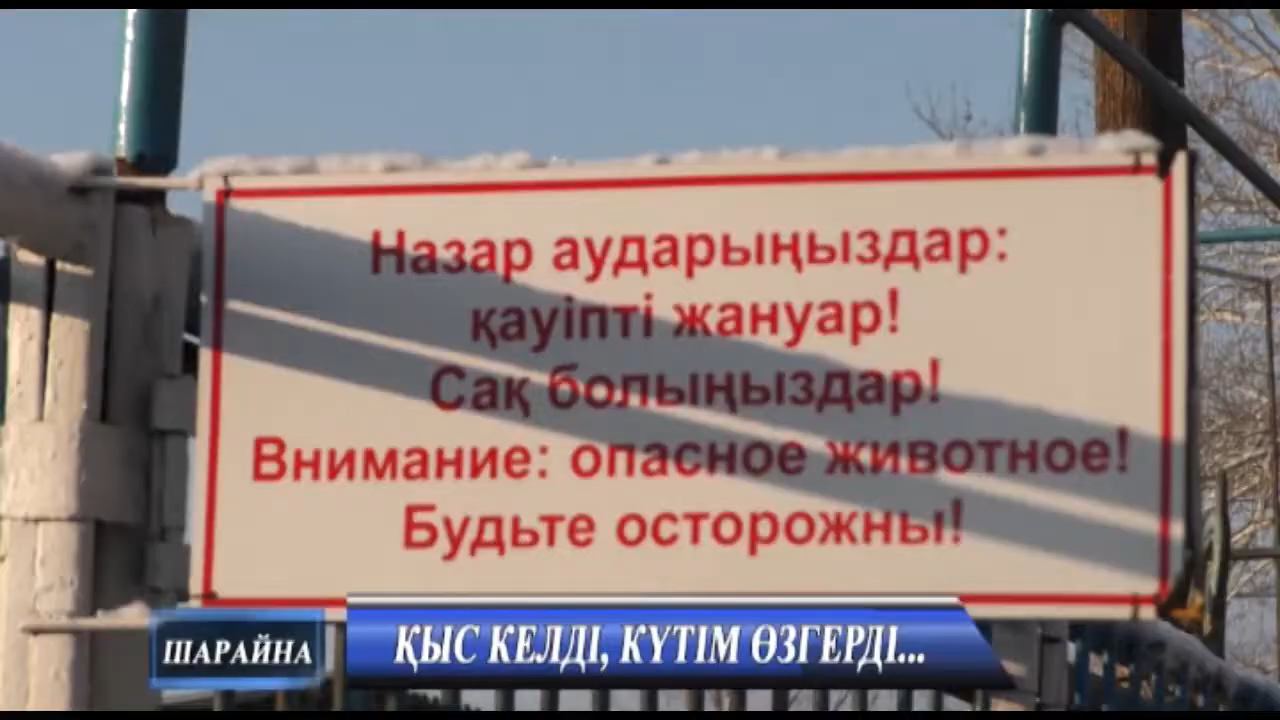 Назар аударыңыздар:
қауіпті жануар!
Сақ болыңыздар!
Внимание: опасное животное!
Будьте осторожны!
ШАРАЙНА
ҚЫС КЕЛДІ, КҮТІМ ӨЗГЕРДІ...